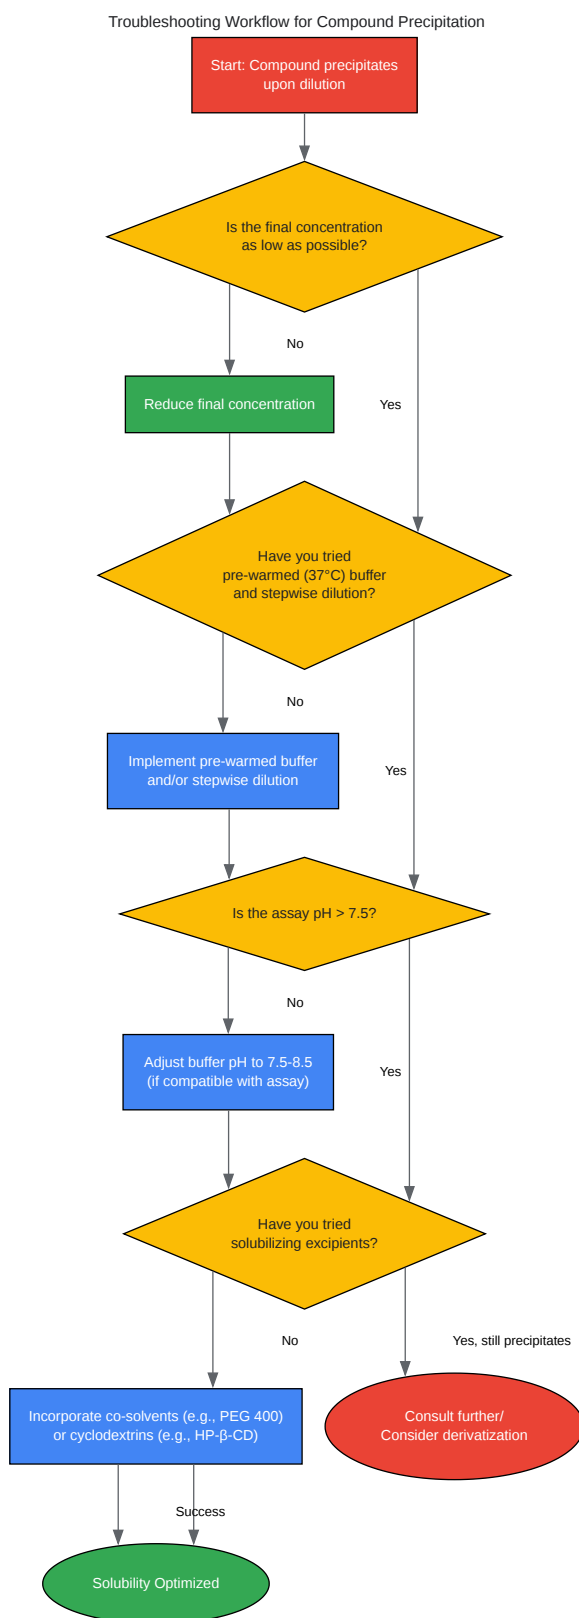 Troubleshooting Workflow for Compound Precipitation
Start: Compound precipitates
upon dilution
Is the final concentration
as low as possible?
No
Reduce final concentration
Yes
Have you tried
pre-warmed (37°C) buffer
and stepwise dilution?
No
Implement pre-warmed buffer
and/or stepwise dilution
Yes
Is the assay pH > 7.5?
No
Adjust buffer pH to 7.5-8.5
(if compatible with assay)
Yes
Have you tried
solubilizing excipients?
No
Yes, still precipitates
Incorporate co-solvents (e.g., PEG 400)
or cyclodextrins (e.g., HP-β-CD)
Consult further/
Consider derivatization
Success
Solubility Optimized